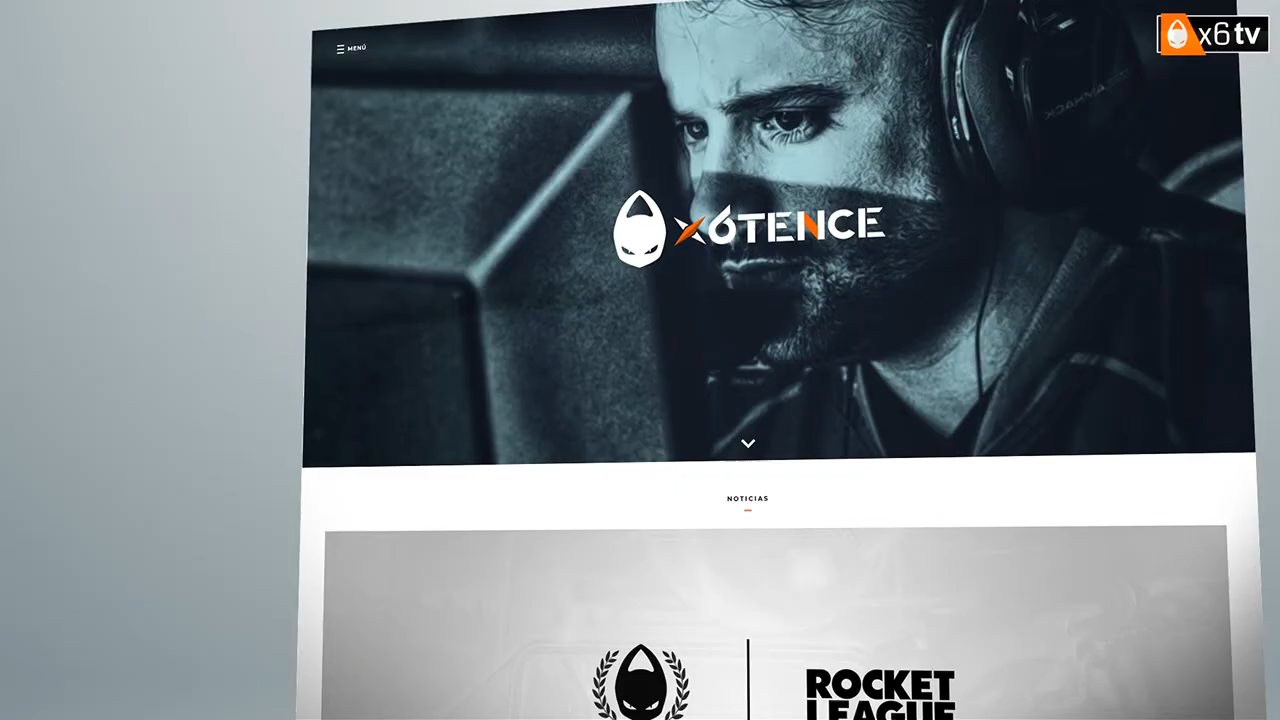 MENÚ
x6tv
x6TENCE
NOTICIAS
ROCKET
LEAGUE